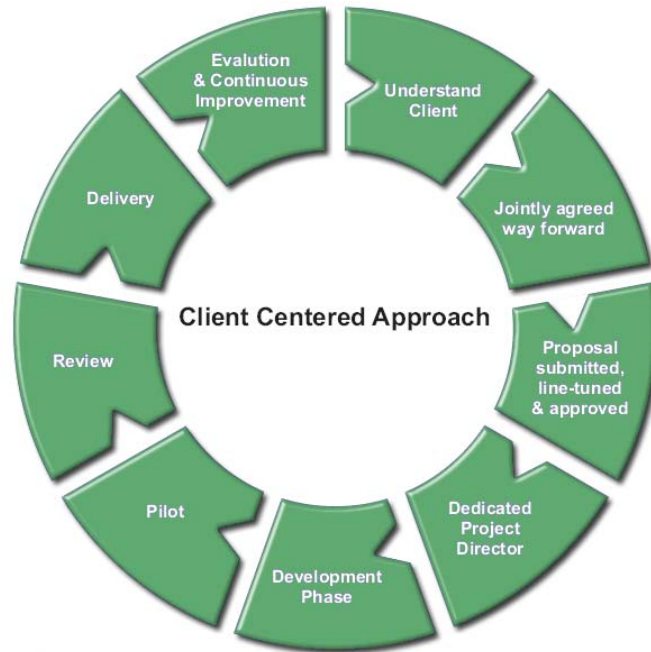 Client Centered Approach
Understand
Client
Jointly agreed
way forward
Proposal
submitted,
line-tuned
& approved
Dedicated
Project
Director
Development
Phase
Pilot
Review
Delivery
Evalution
& Continuous
Improvement